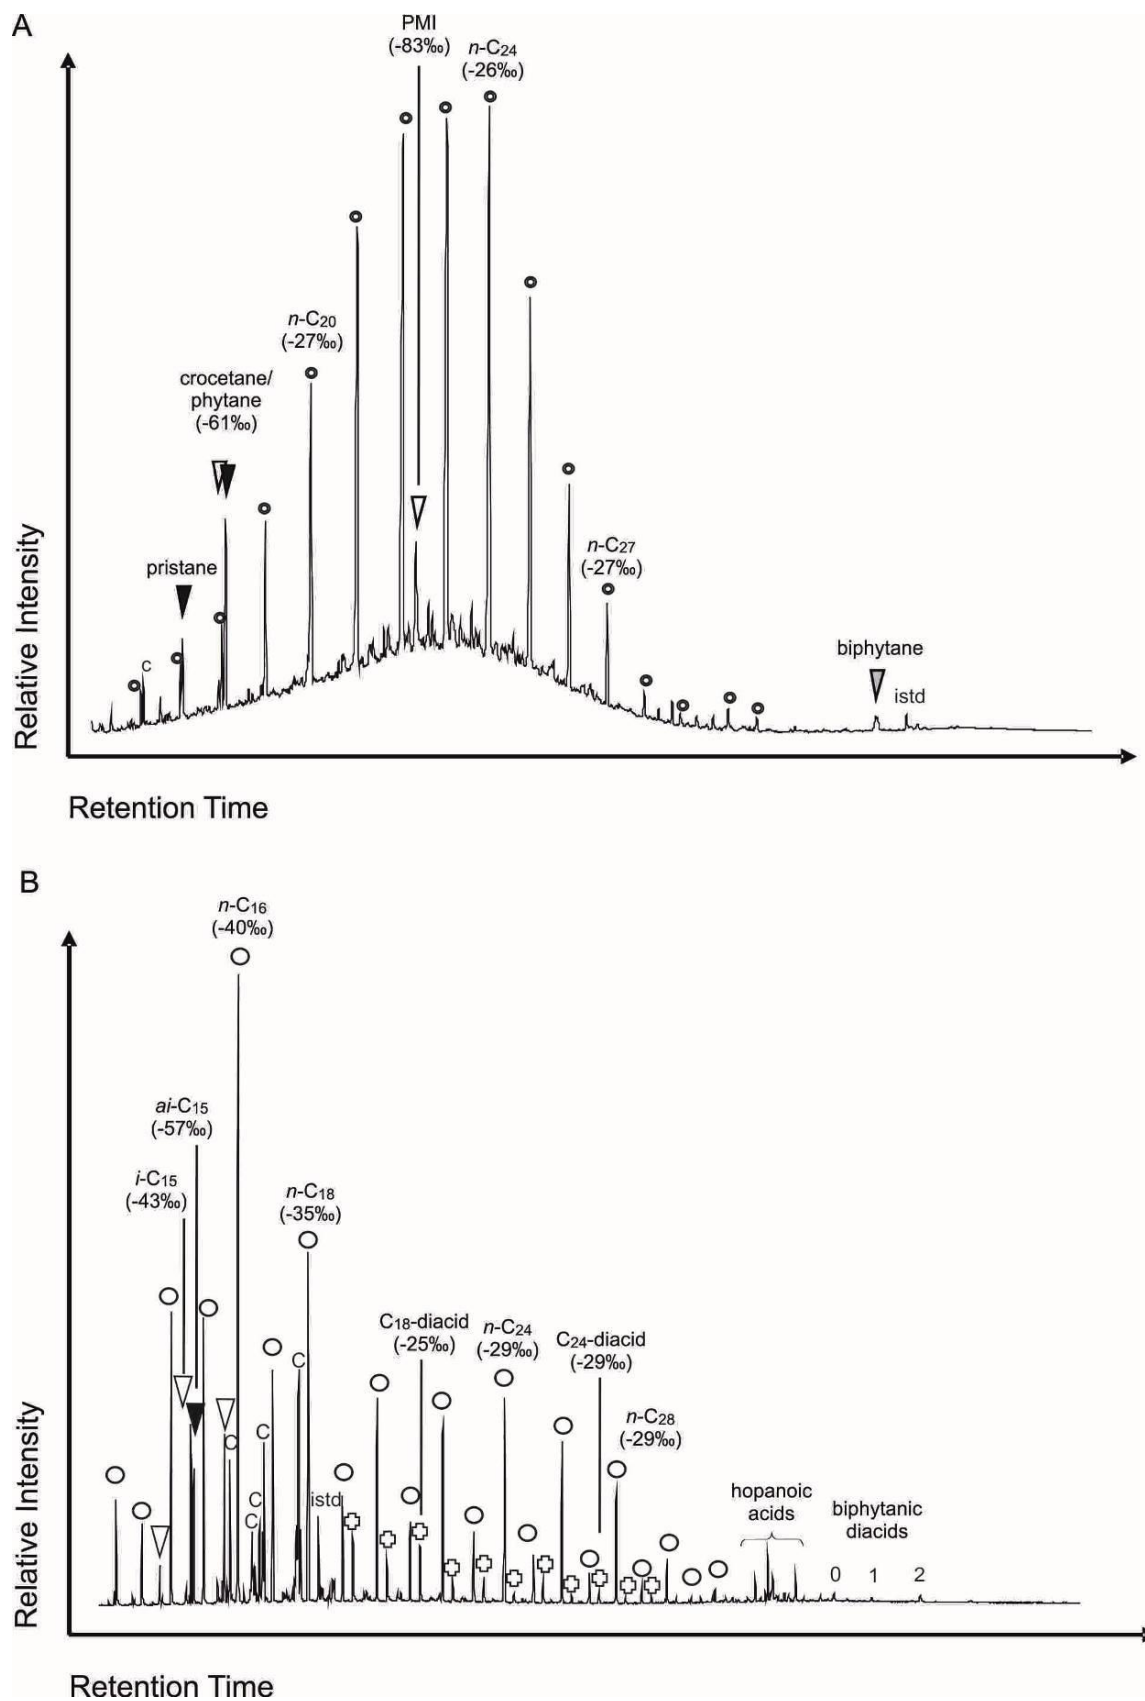 A
PMI
(-83‰)
n-C24
(-26‰)
n-C20
(-27‰)
crocetane/
phytane
(-61‰)
n-C27
(-27‰)
pristane
C
biphytane
istd
Relative Intensity
Retention Time
B
n-C16
(-40‰)
ai-C15
(-57‰)
i-C15
(-43‰)
n-C18
(-35‰)
C18-diacid
(-25‰)
n-C24
(-29‰)
C24-diacid
(-29‰)
n-C28
(-29‰)
C
C
C
C
C
istd
hopanoic
acids
biphytanic
diacids
0 1 2
Relative Intensity
Retention Time